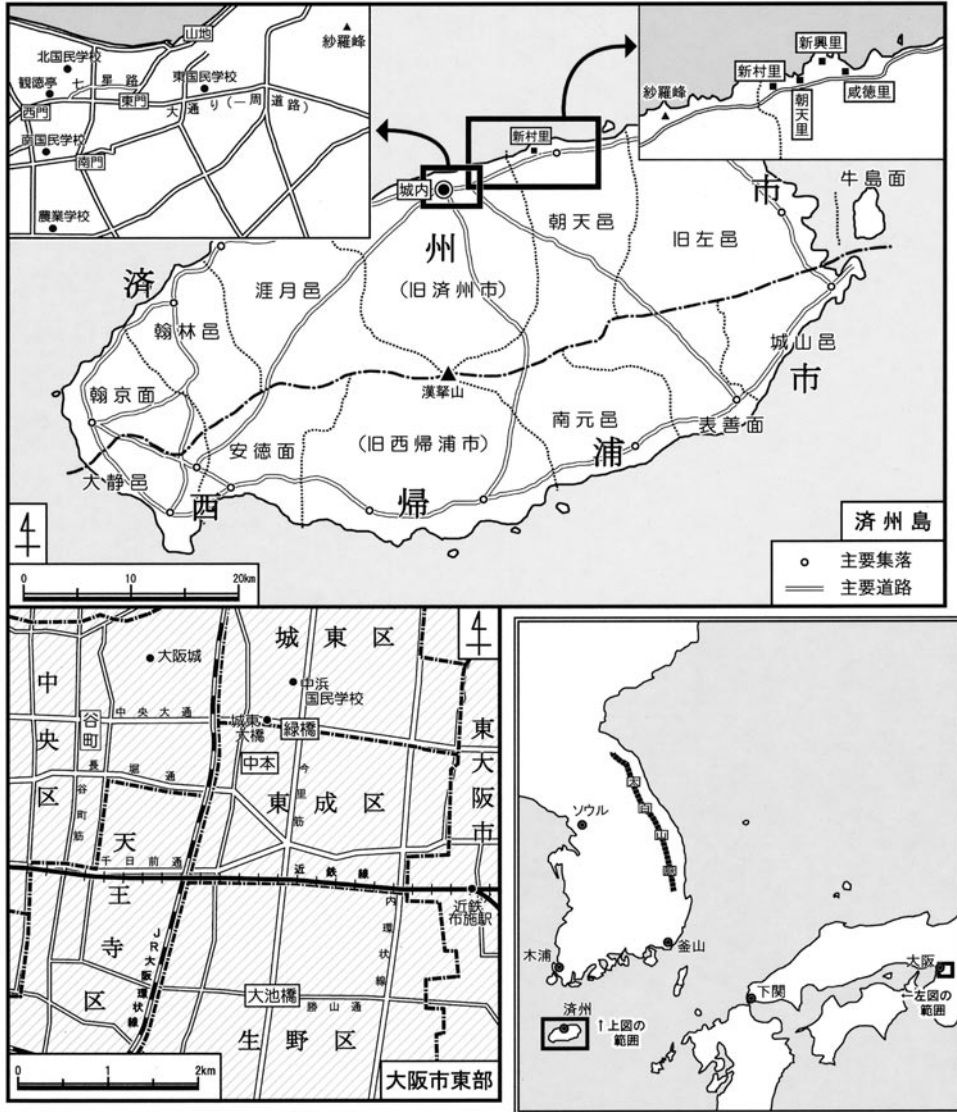 山地
紗羅峰
北国民学校
七星路
東国民学校
観徳亭
東門
大通り(一周道路)
西門
南国民学校
南門
農業学校
新興里
新村里
紗羅峰
朝天里
咸徳里
新村里
城内
牛島面
済州市
朝天邑
旧左邑
涯月邑
(旧済州市)
翰林邑
城山邑
漢拏山
翰京面
南元邑
表善面
安徳面
(旧西帰浦市)
大静邑
西帰浦市
済州島
主要集落
主要道路
0 10 20km
城東区
大阪城
中浜
国民学校
中央区
谷町
中央大通
城東
大橋
緑橋
東大阪市
中本
長堀通
今里筋
東成区
谷町筋
天王寺区
千日前通
近鉄線
近鉄
布施駅
JR大阪環状線
内環状線
大池橋
勝山通
生野区
0 1 2km
大阪市東部
太白山脈
ソウル
釜山
木浦
大阪
下関
←左図の
範囲
済州
↑上図の
範囲